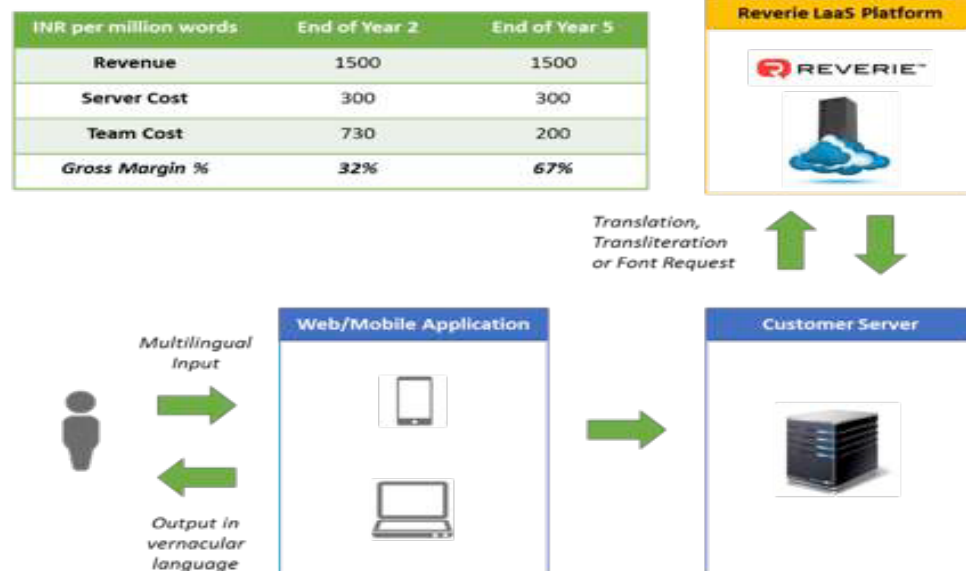 INR per million words End of Year 2 End of Year 5
Revenue 1500 1500
Server Cost 300 300
Team Cost 730 200
Gross Margin % 32% 67%
Reverie LaaS Platform
REVERIE™
Translation,
Transliteration
or Font Request
Multilingual
Input
Web/Mobile Application
Customer Server
Output in
vernacular
language